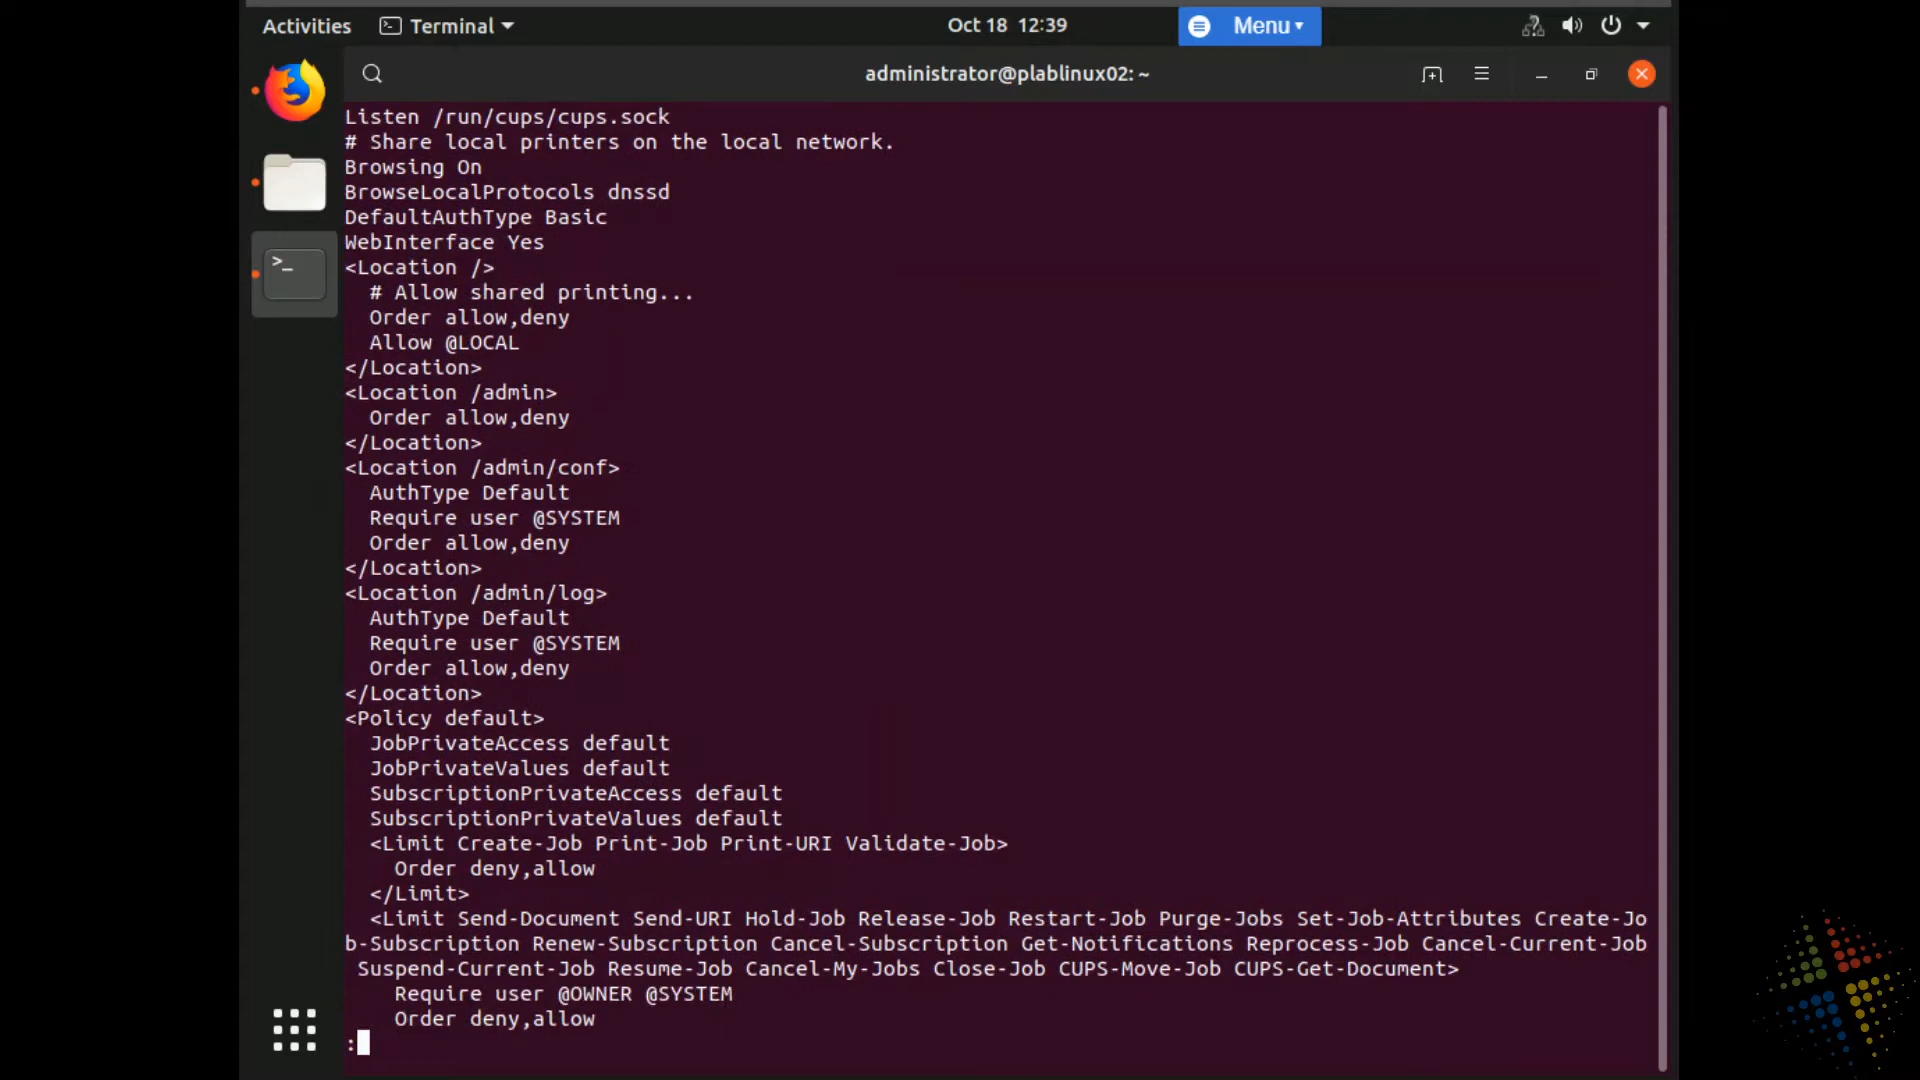 Activities
Terminal
Oct 18 12:39
Menu
administrator@plablinux02: ~
>_
Listen /run/cups/cups.sock
# Share local printers on the local network.
Browsing On
BrowseLocalProtocols dnssd
DefaultAuthType Basic
WebInterface Yes
<Location />
  # Allow shared printing...
  Order allow,deny
  Allow @LOCAL
</Location>
<Location /admin>
  Order allow,deny
</Location>
<Location /admin/conf>
  AuthType Default
  Require user @SYSTEM
  Order allow,deny
</Location>
<Location /admin/log>
  AuthType Default
  Require user @SYSTEM
  Order allow,deny
</Location>
<Policy default>
  JobPrivateAccess default
  JobPrivateValues default
  SubscriptionPrivateAccess default
  SubscriptionPrivateValues default
  <Limit Create-Job Print-Job Print-URI Validate-Job>
    Order deny,allow
  </Limit>
  <Limit Send-Document Send-URI Hold-Job Release-Job Restart-Job Purge-Jobs Set-Job-Attributes Create-Jo
b-Subscription Renew-Subscription Cancel-Subscription Get-Notifications Reprocess-Job Cancel-Current-Job
 Suspend-Current-Job Resume-Job Cancel-My-Jobs Close-Job CUPS-Move-Job CUPS-Get-Document>
    Require user @OWNER @SYSTEM
    Order deny,allow
: